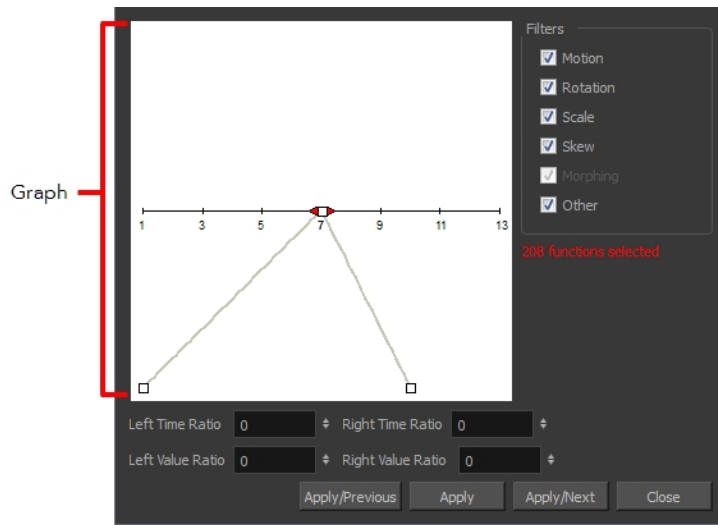 Graph
1 3 5 7 9 11 13
Filters
Motion
Rotation
Scale
Skew
Morphing
Other
208 functions selected
Left Time Ratio 0 Right Time Ratio 0
Left Value Ratio 0 Right Value Ratio 0
Apply/Previous Apply Apply/Next Close